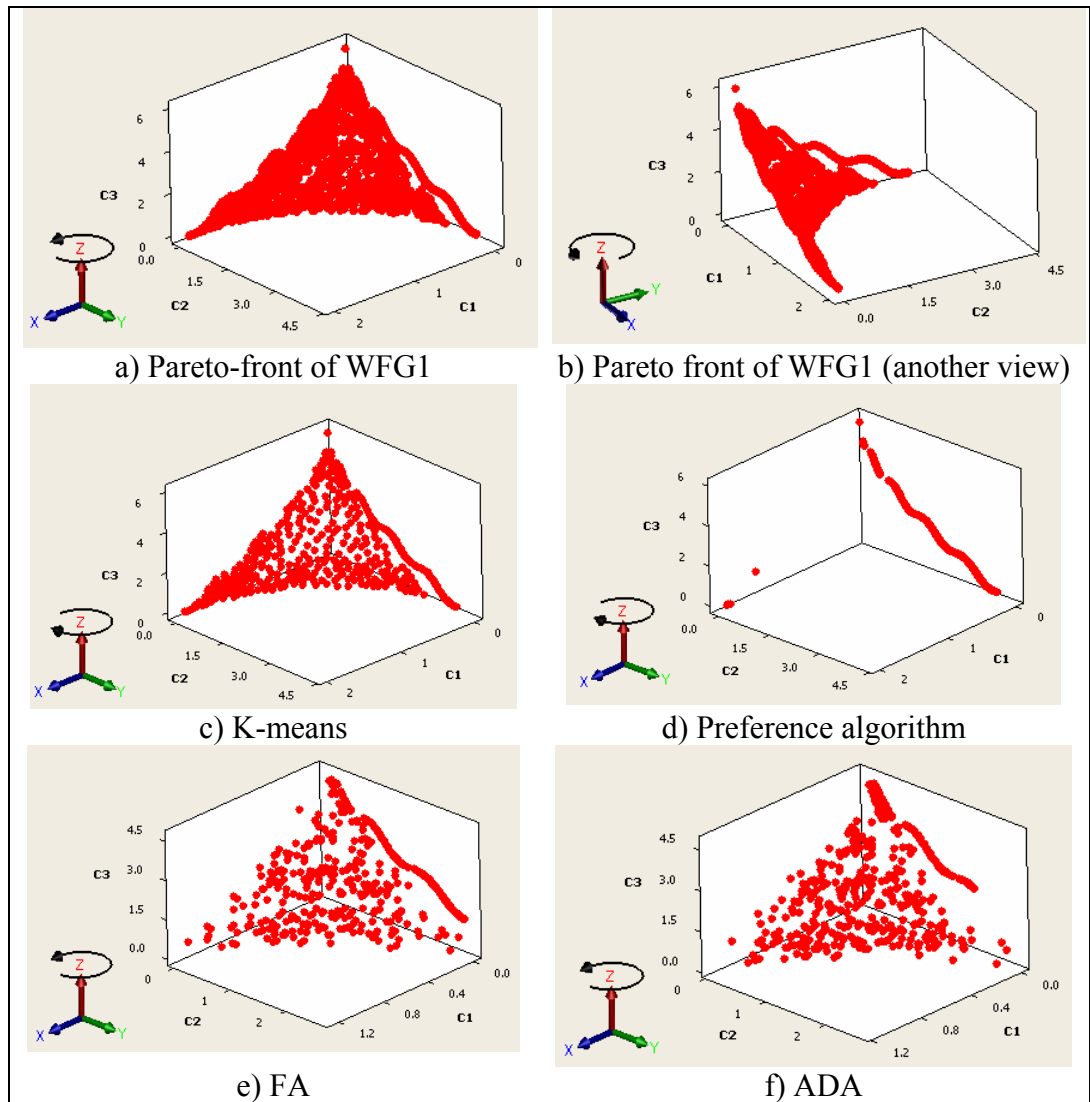 6
4
C3
2
0
0.0
1.5
C2
3.0
4.5
2
1
C1
0
Z
X
Y
a) Pareto-front of WFG1
6
4
C3
2
0
0
C1
1
2
0.0
1.5
C2
3.0
4.5
Z
Y
X
b) Pareto front of WFG1 (another view)
6
4
C3
2
0
0.0
1.5
C2
3.0
4.5
2
1
C1
0
Z
X
Y
c) K-means
6
4
C3
2
0
0.0
1.5
C2
3.0
4.5
2
1
C1
0
Z
X
Y
d) Preference algorithm
4.5
3.0
C3
1.5
0.0
0
1
C2
2
1.2
0.8
C1
0.4
0.0
Z
X
Y
e) FA
4.5
3.0
C3
1.5
0.0
0
1
C2
2
1.2
0.8
C1
0.4
0.0
Z
X
Y
f) ADA